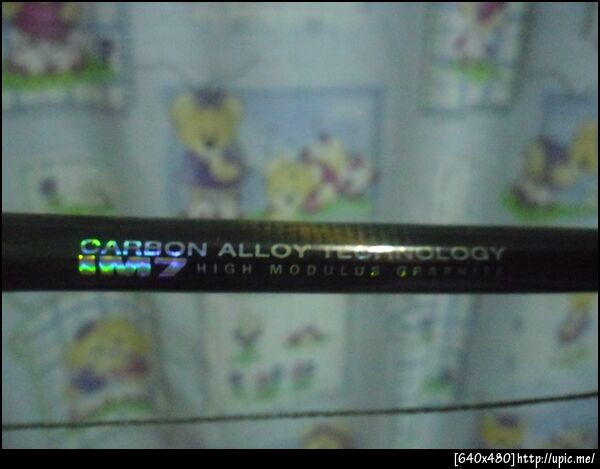 CARBON ALLOY TECHNOLOGY
IM7 HIGH MODULUS GRAPHITE
[640x480]http://upic.me/